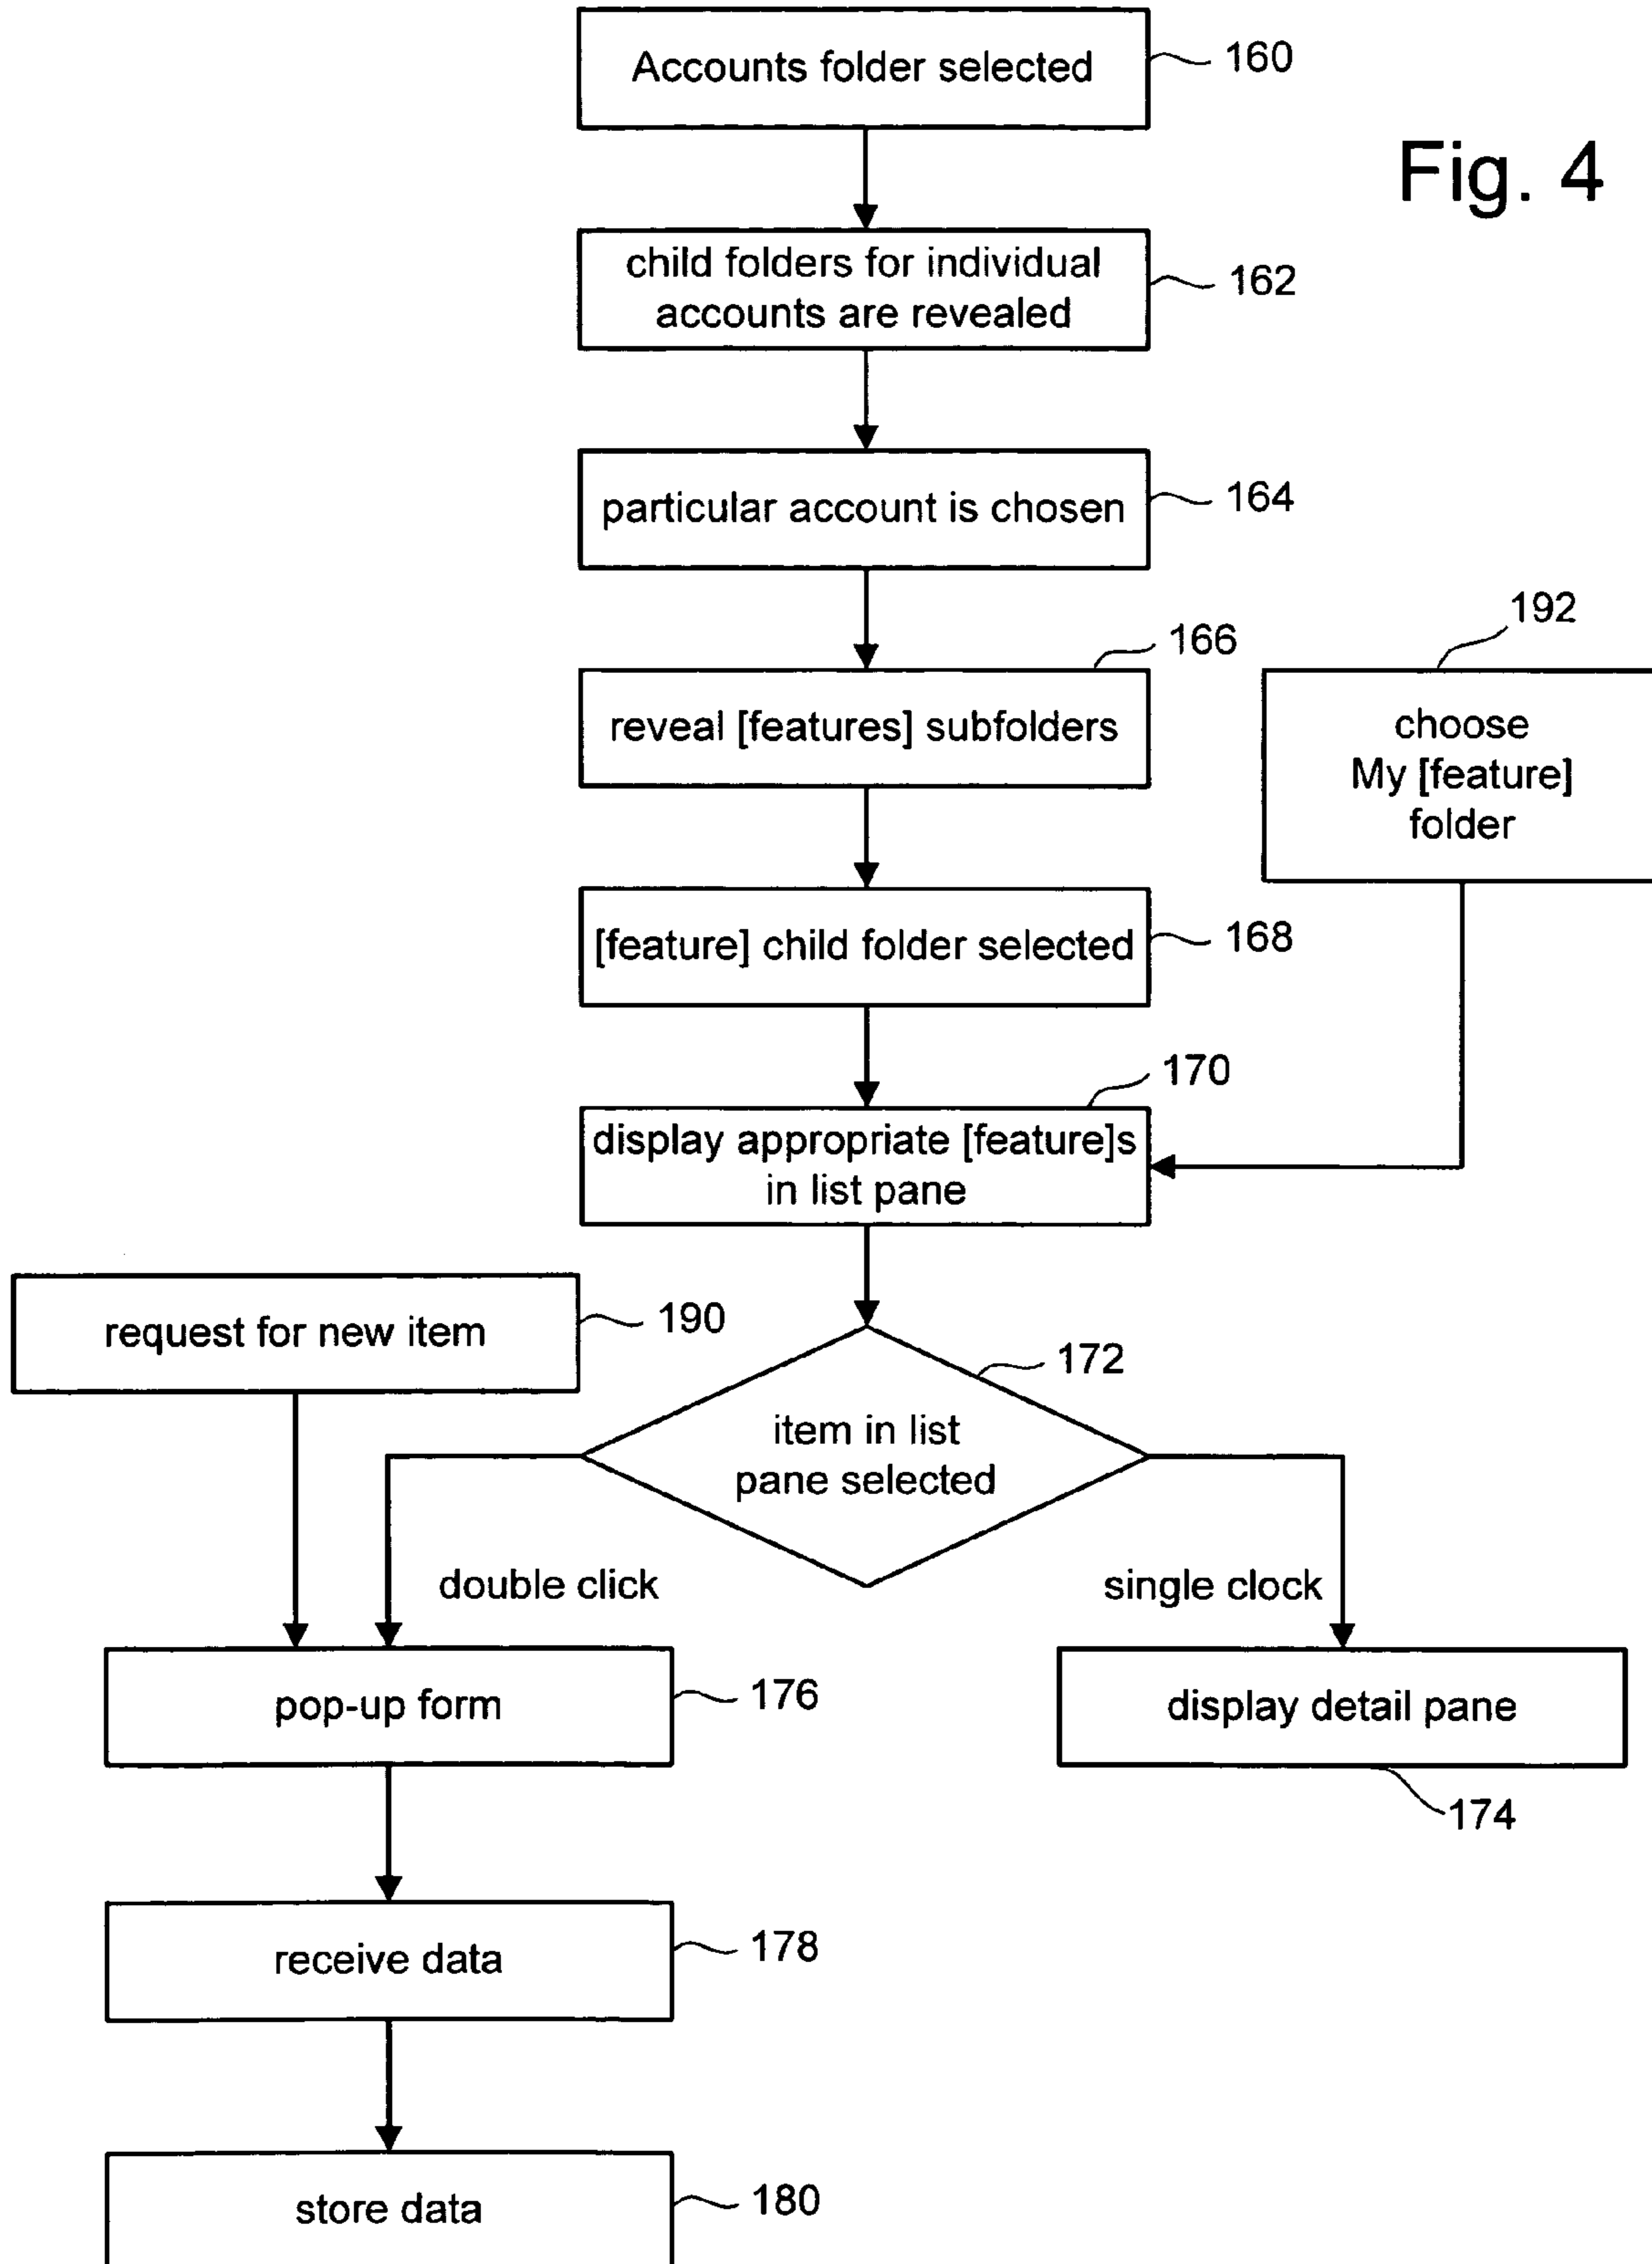 Accounts folder selected
160
Fig. 4
child folders for individual
accounts are revealed
162
particular account is chosen
164
192
166
reveal [features] subfolders
choose
My [feature]
folder
[feature] child folder selected
168
170
display appropriate [feature]s
in list pane
request for new item
190
172
item in list
pane selected
double click
single clock
pop-up form
176
display detail pane
174
receive data
178
store data
180